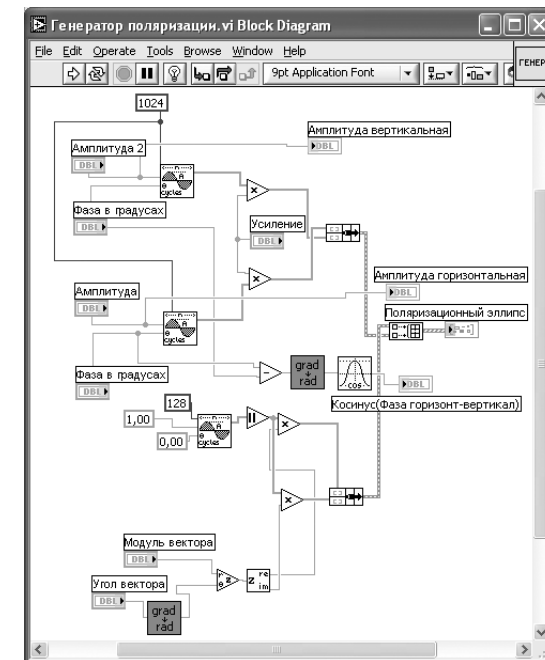 Генератор поляризации.vi Block Diagram
File Edit Operate Tools Browse Window Help
9pt Application Font
ГЕНЕР
1024
Амплитуда вертикальная
DBL
Амплитуда 2
DBL
n
A
θ
cycles
Фаза в градусах
DBL
Усиление
DBL
Амплитуда горизонтальная
DBL
Амплитуда
DBL
n
A
θ
cycles
Поляризационный эллипс
Фаза в градусах
DBL
grad
rad
cos
DBL
Косинус(Фаза горизонт-вертикал)
128
1,00
0,00
n
A
θ
cycles
Модуль вектора
DBL
r
θ
z
z
re
im
Угол вектора
DBL
grad
rad